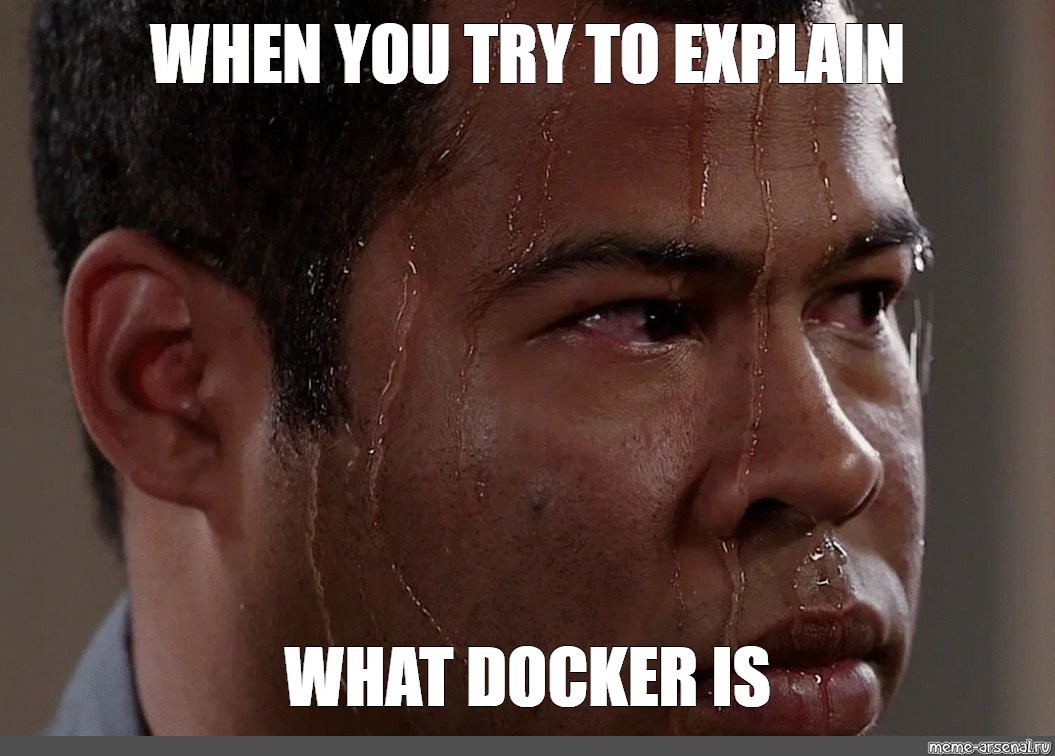 WHEN YOU TRY TO EXPLAIN
WHAT DOCKER IS
meme-arsenal.ru